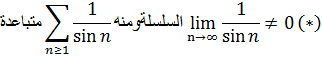 (*) lim_{n→∞} 1/sin n ≠ 0 ومنه السلسلة ∑_{n≥1} 1/sin n متباعدة